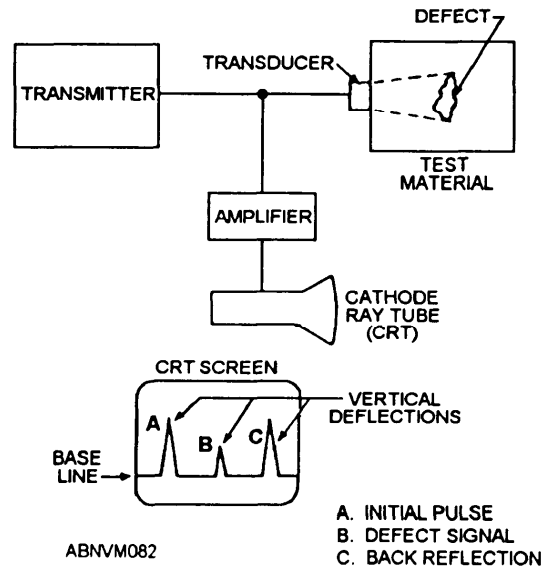 DEFECT
TRANSDUCER
TRANSMITTER
TEST
MATERIAL
AMPLIFIER
CATHODE
RAY TUBE
(CRT)
CRT SCREEN
A
B
C
VERTICAL
DEFLECTIONS
BASE
LINE
A. INITIAL PULSE
B. DEFECT SIGNAL
C. BACK REFLECTION
ABNVM082